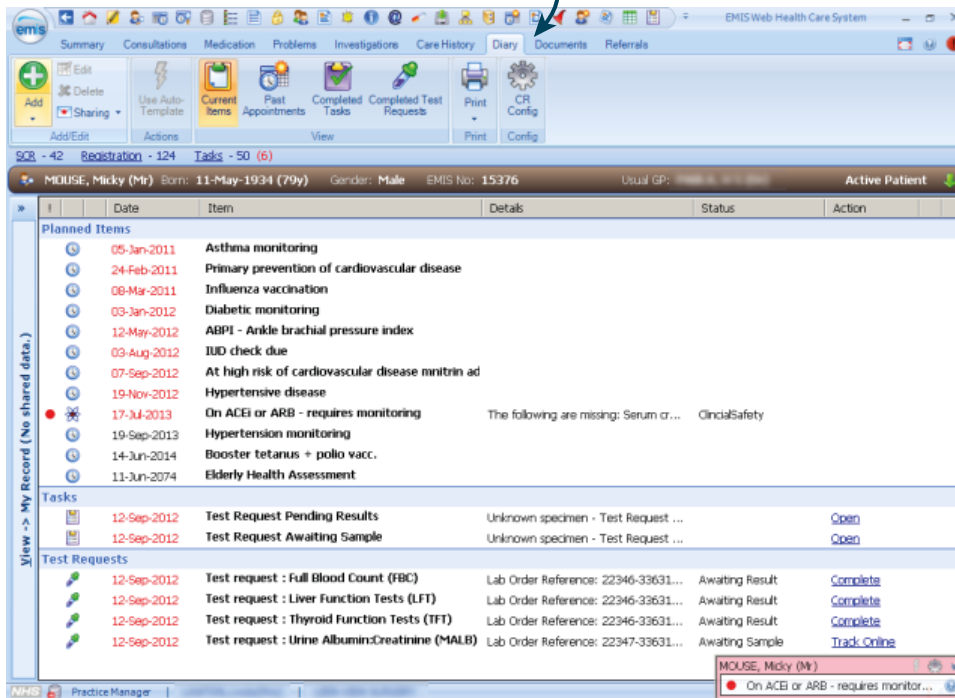 emis
EMIS Web Health Care System
Summary Consultations Medication Problems Investigations Care History Diary Documents Referrals
Add
Edit
Delete
Sharing
Add/Edit
Use Auto-Template
Actions
Current Items
Past Appointments
Completed Tasks
Completed Test Requests
View
Print
Print
CR Config
Config
SCR - 42 Registration - 124 Tasks - 50 (6)
MOUSE, Micky (Mr) Born: 11-May-1934 (79y) Gender: Male EMIS No: 15376 Usual GP: Active Patient
» ! Date Item Details Status Action
View -> My Record (No shared data.)
Planned Items
05-Jan-2011 Asthma monitoring
24-Feb-2011 Primary prevention of cardiovascular disease
08-Mar-2011 Influenza vaccination
03-Jan-2012 Diabetic monitoring
12-May-2012 ABPI - Ankle brachial pressure index
03-Aug-2012 IUD check due
07-Sep-2012 At high risk of cardiovascular disease mnitrin ad
19-Nov-2012 Hypertensive disease
17-Jul-2013 On ACEi or ARB - requires monitoring The following are missing: Serum cr... ClincialSafety
19-Sep-2013 Hypertension monitoring
14-Jun-2014 Booster tetanus + polio vacc.
11-Jun-2074 Elderly Health Assessment
Tasks
12-Sep-2012 Test Request Pending Results Unknown specimen - Test Request ... Open
12-Sep-2012 Test Request Awaiting Sample Unknown specimen - Test Request ... Open
Test Requests
12-Sep-2012 Test request : Full Blood Count (FBC) Lab Order Reference: 22346-33631... Awaiting Result Complete
12-Sep-2012 Test request : Liver Function Tests (LFT) Lab Order Reference: 22346-33631... Awaiting Result Complete
12-Sep-2012 Test request : Thyroid Function Tests (TFT) Lab Order Reference: 22346-33631... Awaiting Result Complete
12-Sep-2012 Test request : Urine Albumin:Creatinine (MALB) Lab Order Reference: 22347-33631... Awaiting Sample Track Online
MOUSE, Micky (Mr)
On ACEi or ARB - requires monitor...
NHS Practice Manager